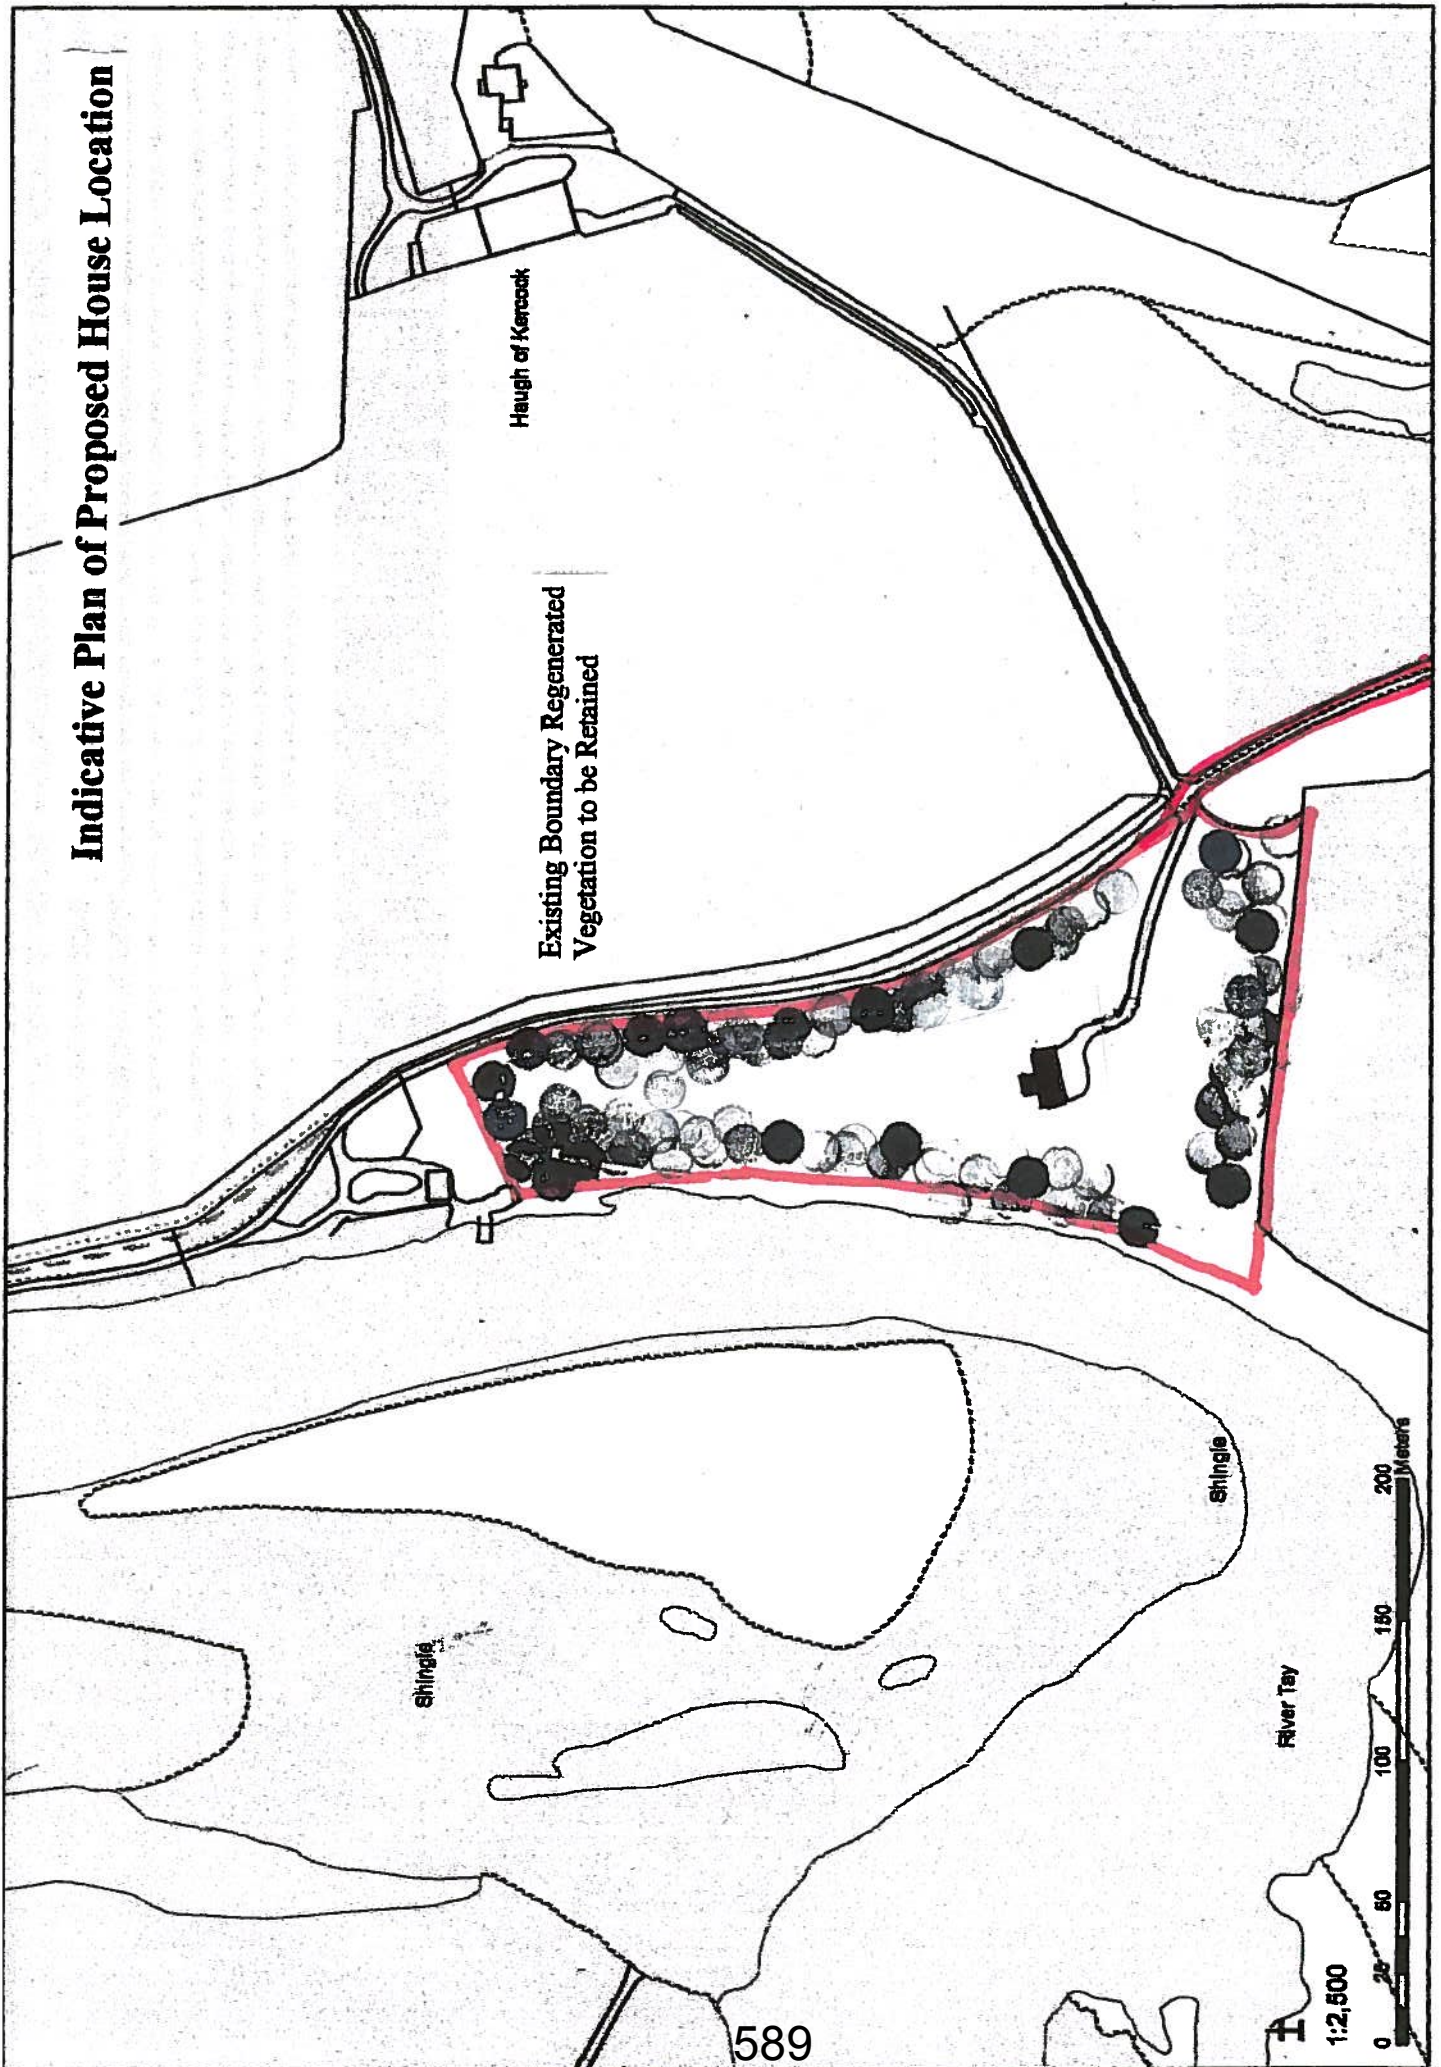 Indicative Plan of Proposed House Location
Haugh of Kercock
Existing Boundary Regenerated
Vegetation to be Retained
Shingle
Shingle
River Tay
1:2,500
0 25 50 100 150 200
Meters
589